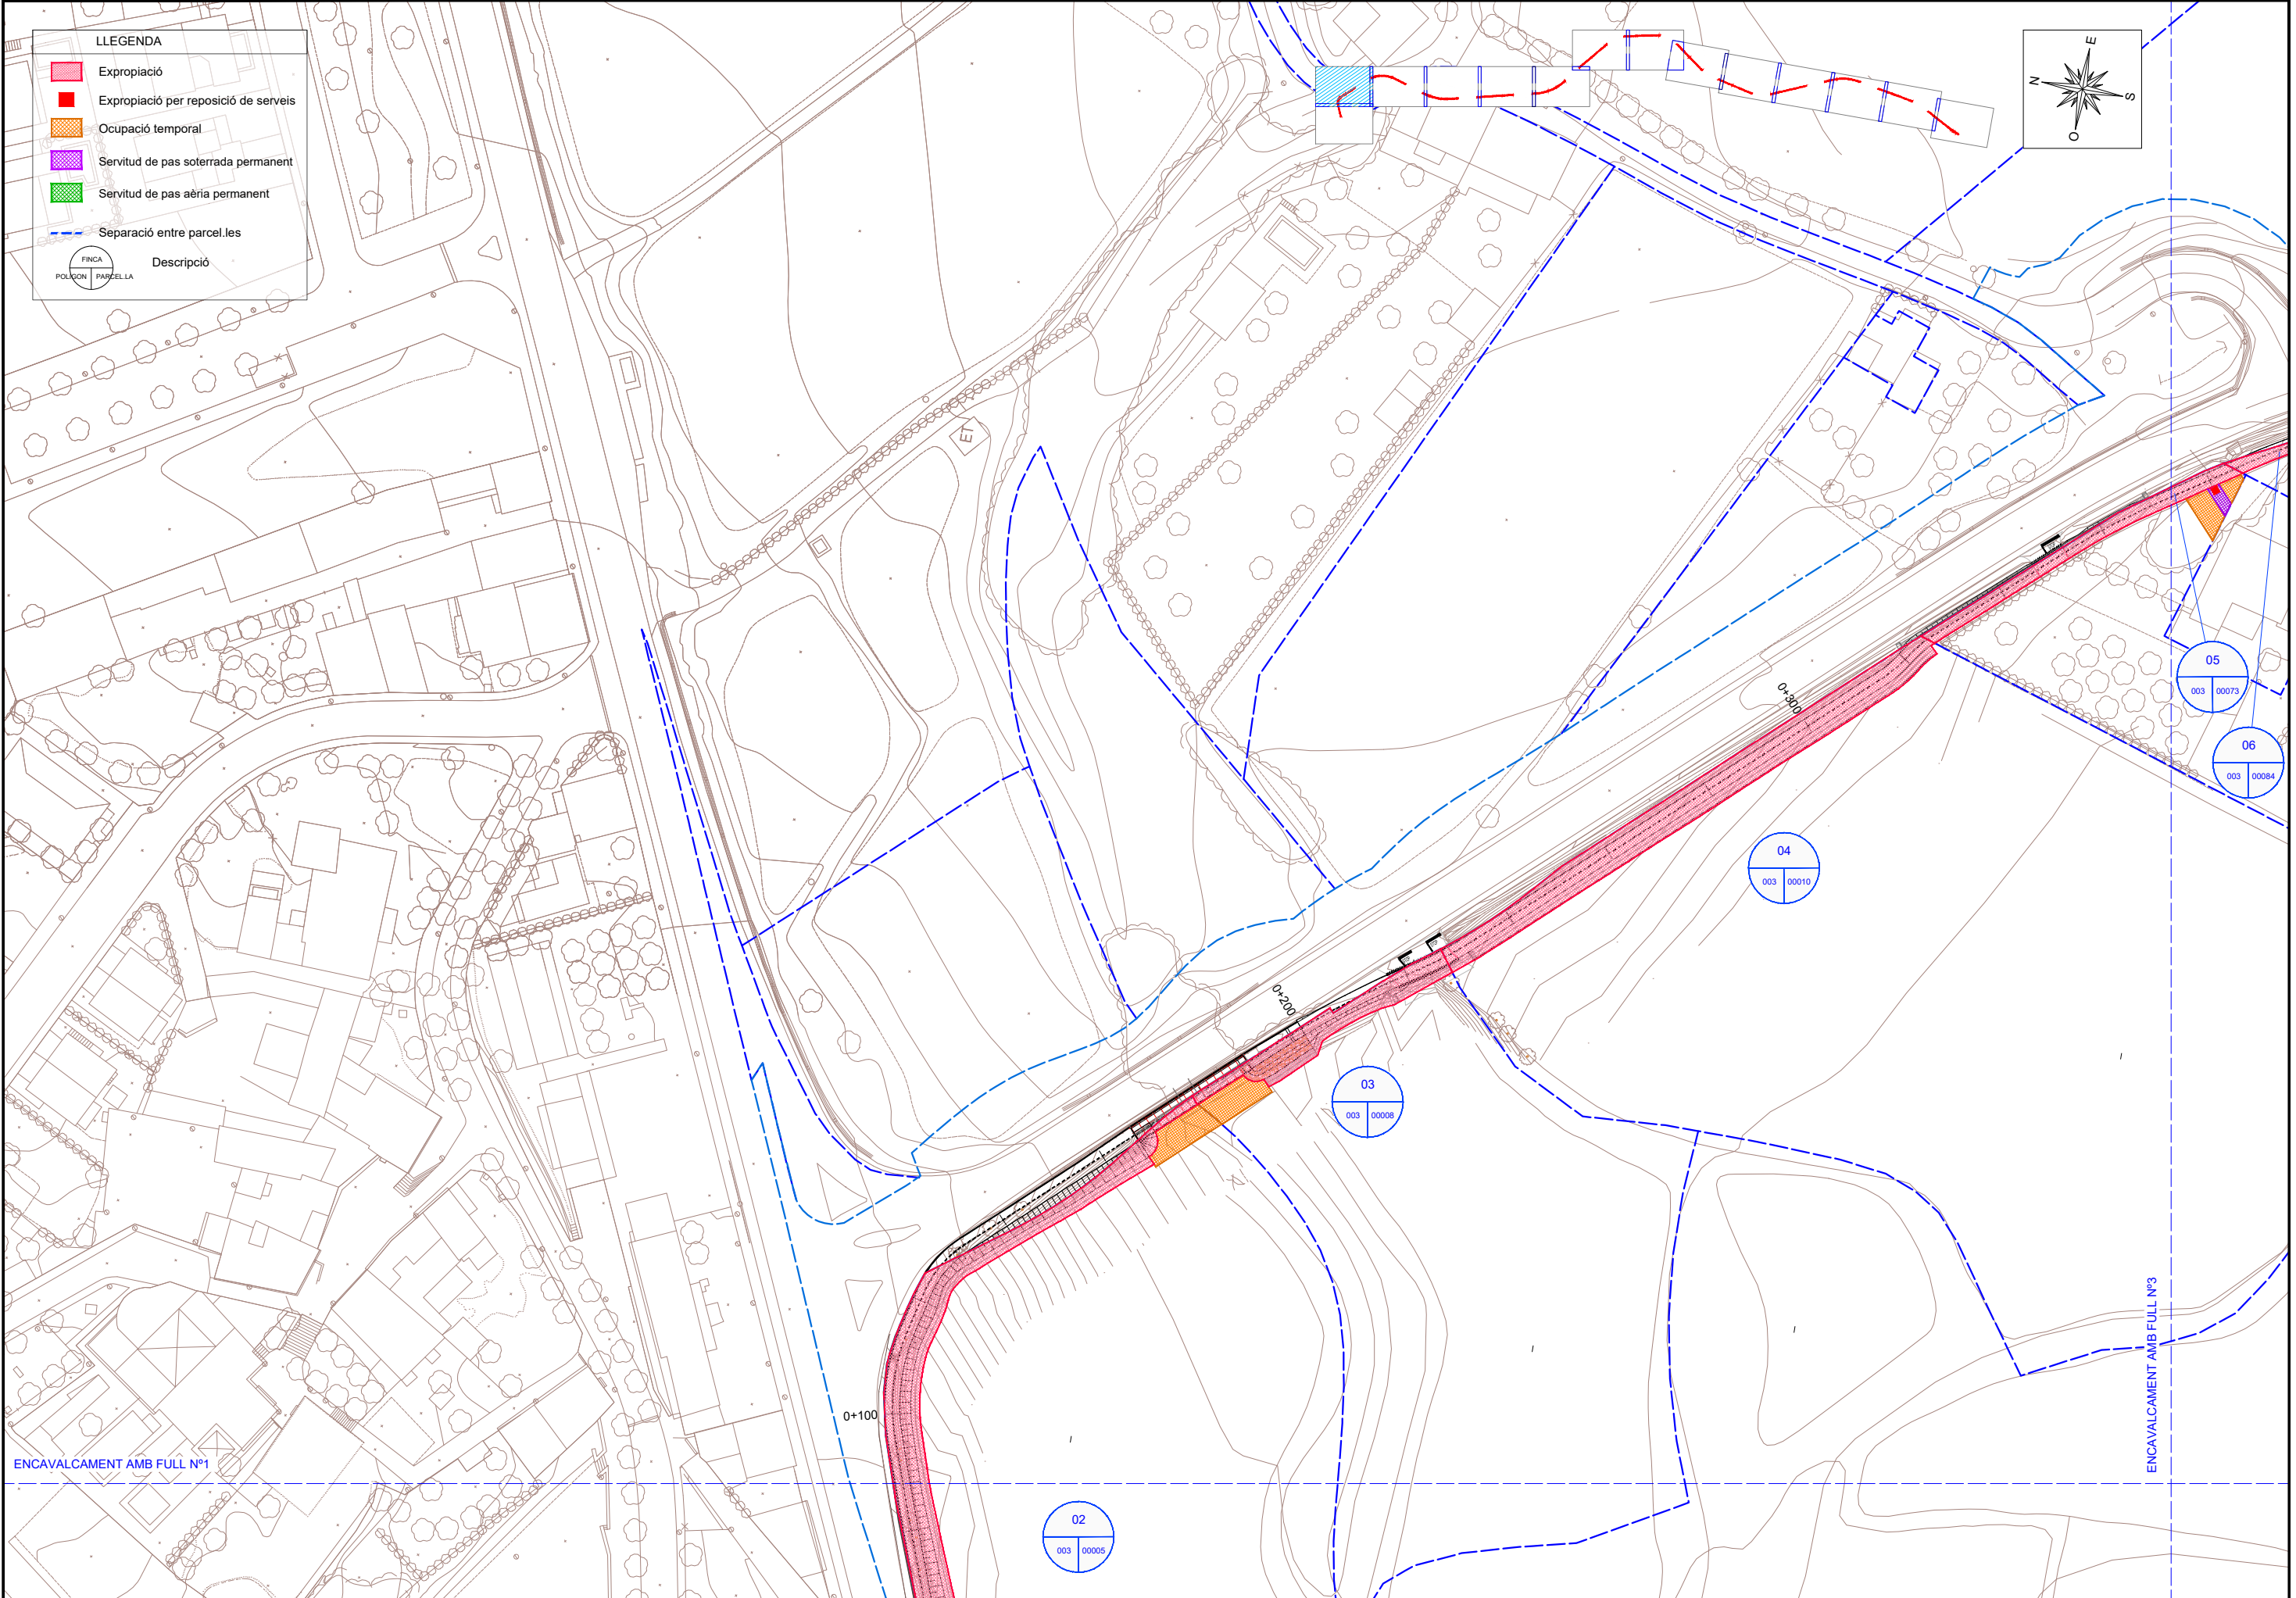 LLEGENDA
Expropiació
Expropiació per reposició de serveis
Ocupació temporal
Servitud de pas soterrada permanent
Servitud de pas aèria permanent
Separació entre parcel.les
FINCA
POLIGON PARCEL.LA
Descripció
N
E
S
O
ET
05
003 00073
06
003 00084
0+300
04
003 00010
0+200
03
003 00008
0+100
02
003 00005
ENCAVALCAMENT AMB FULL Nº1
ENCAVALCAMENT AMB FULL Nº3